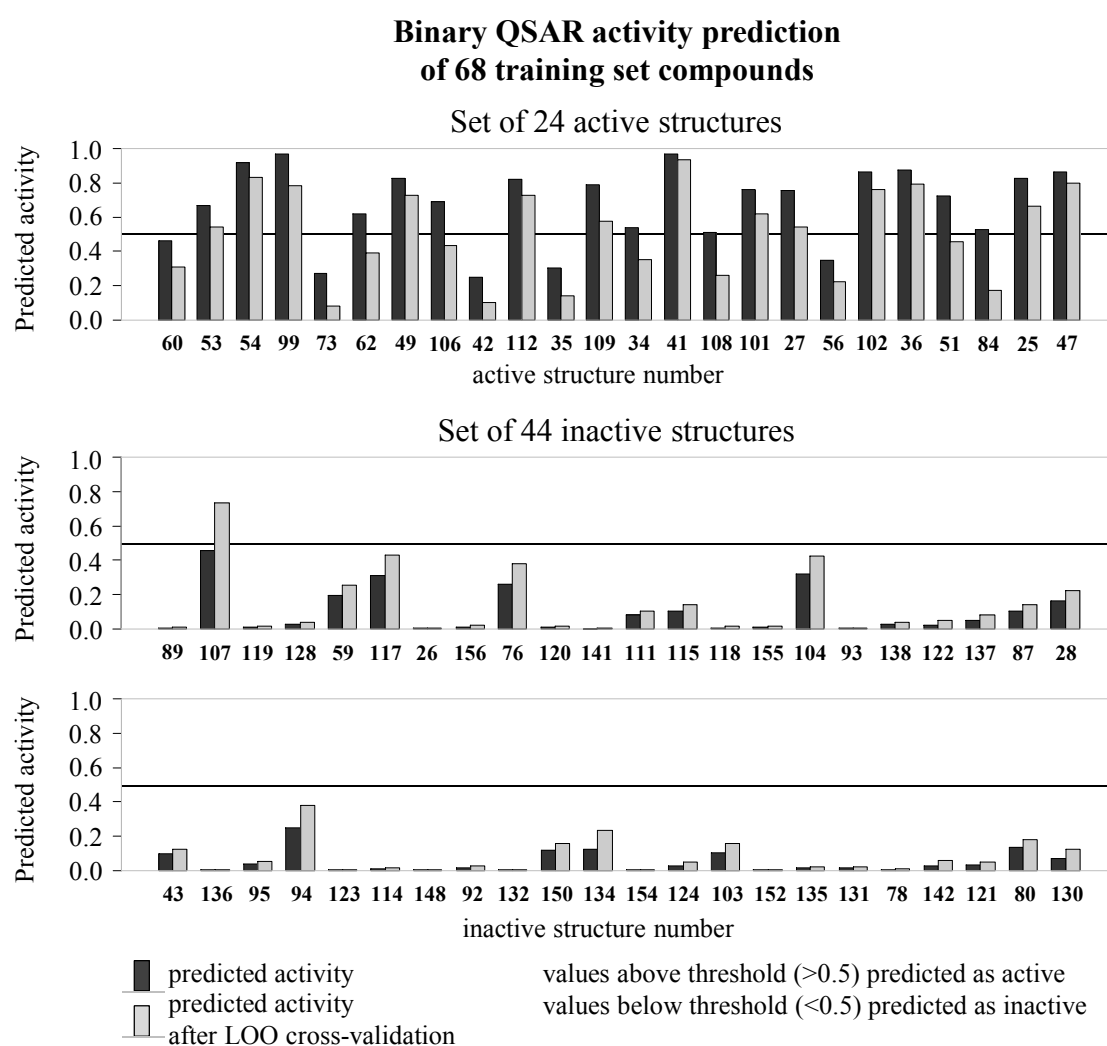 Binary QSAR activity prediction
of 68 training set compounds
Set of 24 active structures
Predicted activity
1.0
0.8
0.6
0.4
0.2
0.0
60 53 54 99 73 62 49 106 42 112 35 109 34 41 108 101 27 56 102 36 51 84 25 47
active structure number
Set of 44 inactive structures
Predicted activity
1.0
0.8
0.6
0.4
0.2
0.0
89 107 119 128 59 117 26 156 76 120 141 111 115 118 155 104 93 138 122 137 87 28
Predicted activity
1.0
0.8
0.6
0.4
0.2
0.0
43 136 95 94 123 114 148 92 132 150 134 154 124 103 152 135 131 78 142 121 80 130
inactive structure number
predicted activity
predicted activity
after LOO cross-validation
values above threshold (>0.5) predicted as active
values below threshold (<0.5) predicted as inactive